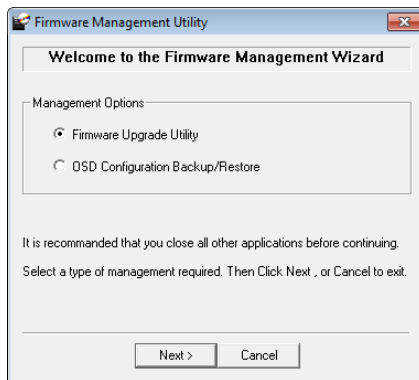 Firmware Management Utility
Welcome to the Firmware Management Wizard
Management Options
Firmware Upgrade Utility
OSD Configuration Backup/Restore
It is recommanded that you close all other applications before continuing.
Select a type of management required. Then Click Next , or Cancel to exit.
Next >
Cancel